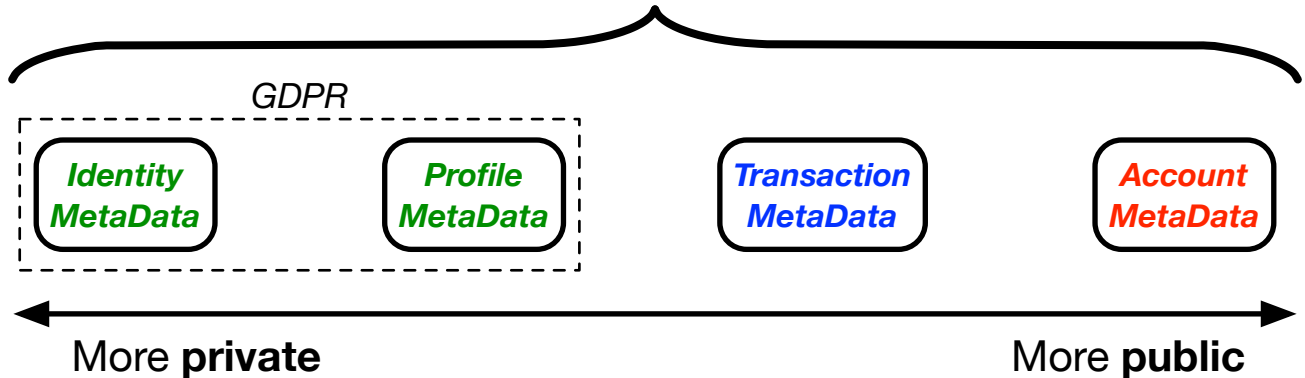 GDPR
Identity
MetaData
Profile
MetaData
Transaction
MetaData
Account
MetaData
More private
More public